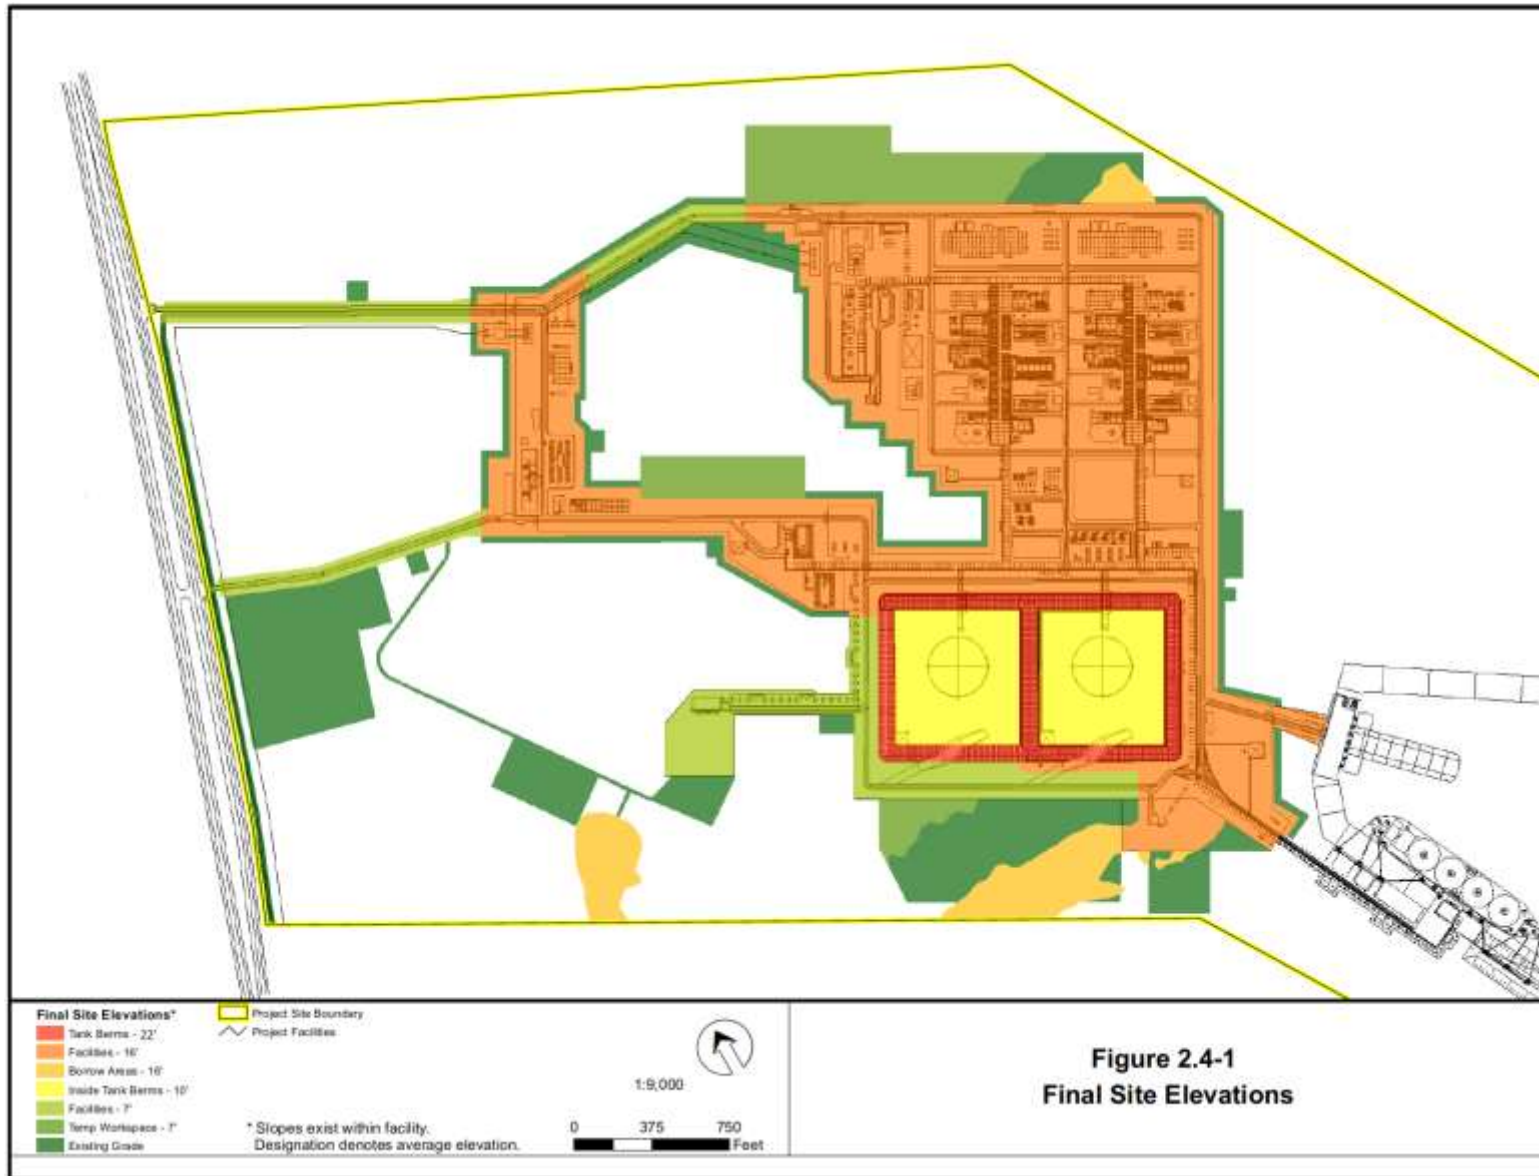 Final Site Elevations*
Tank Berms - 22'
Facilities - 16'
Borrow Areas - 16'
Inside Tank Berms - 10'
Facilities - 7'
Temp Workspace - 7'
Existing Grade
Project Site Boundary
Project Facilities
* Slopes exist within facility.
Designation denotes average elevation.
1:9,000
0 375 750
Feet
Figure 2.4-1
Final Site Elevations